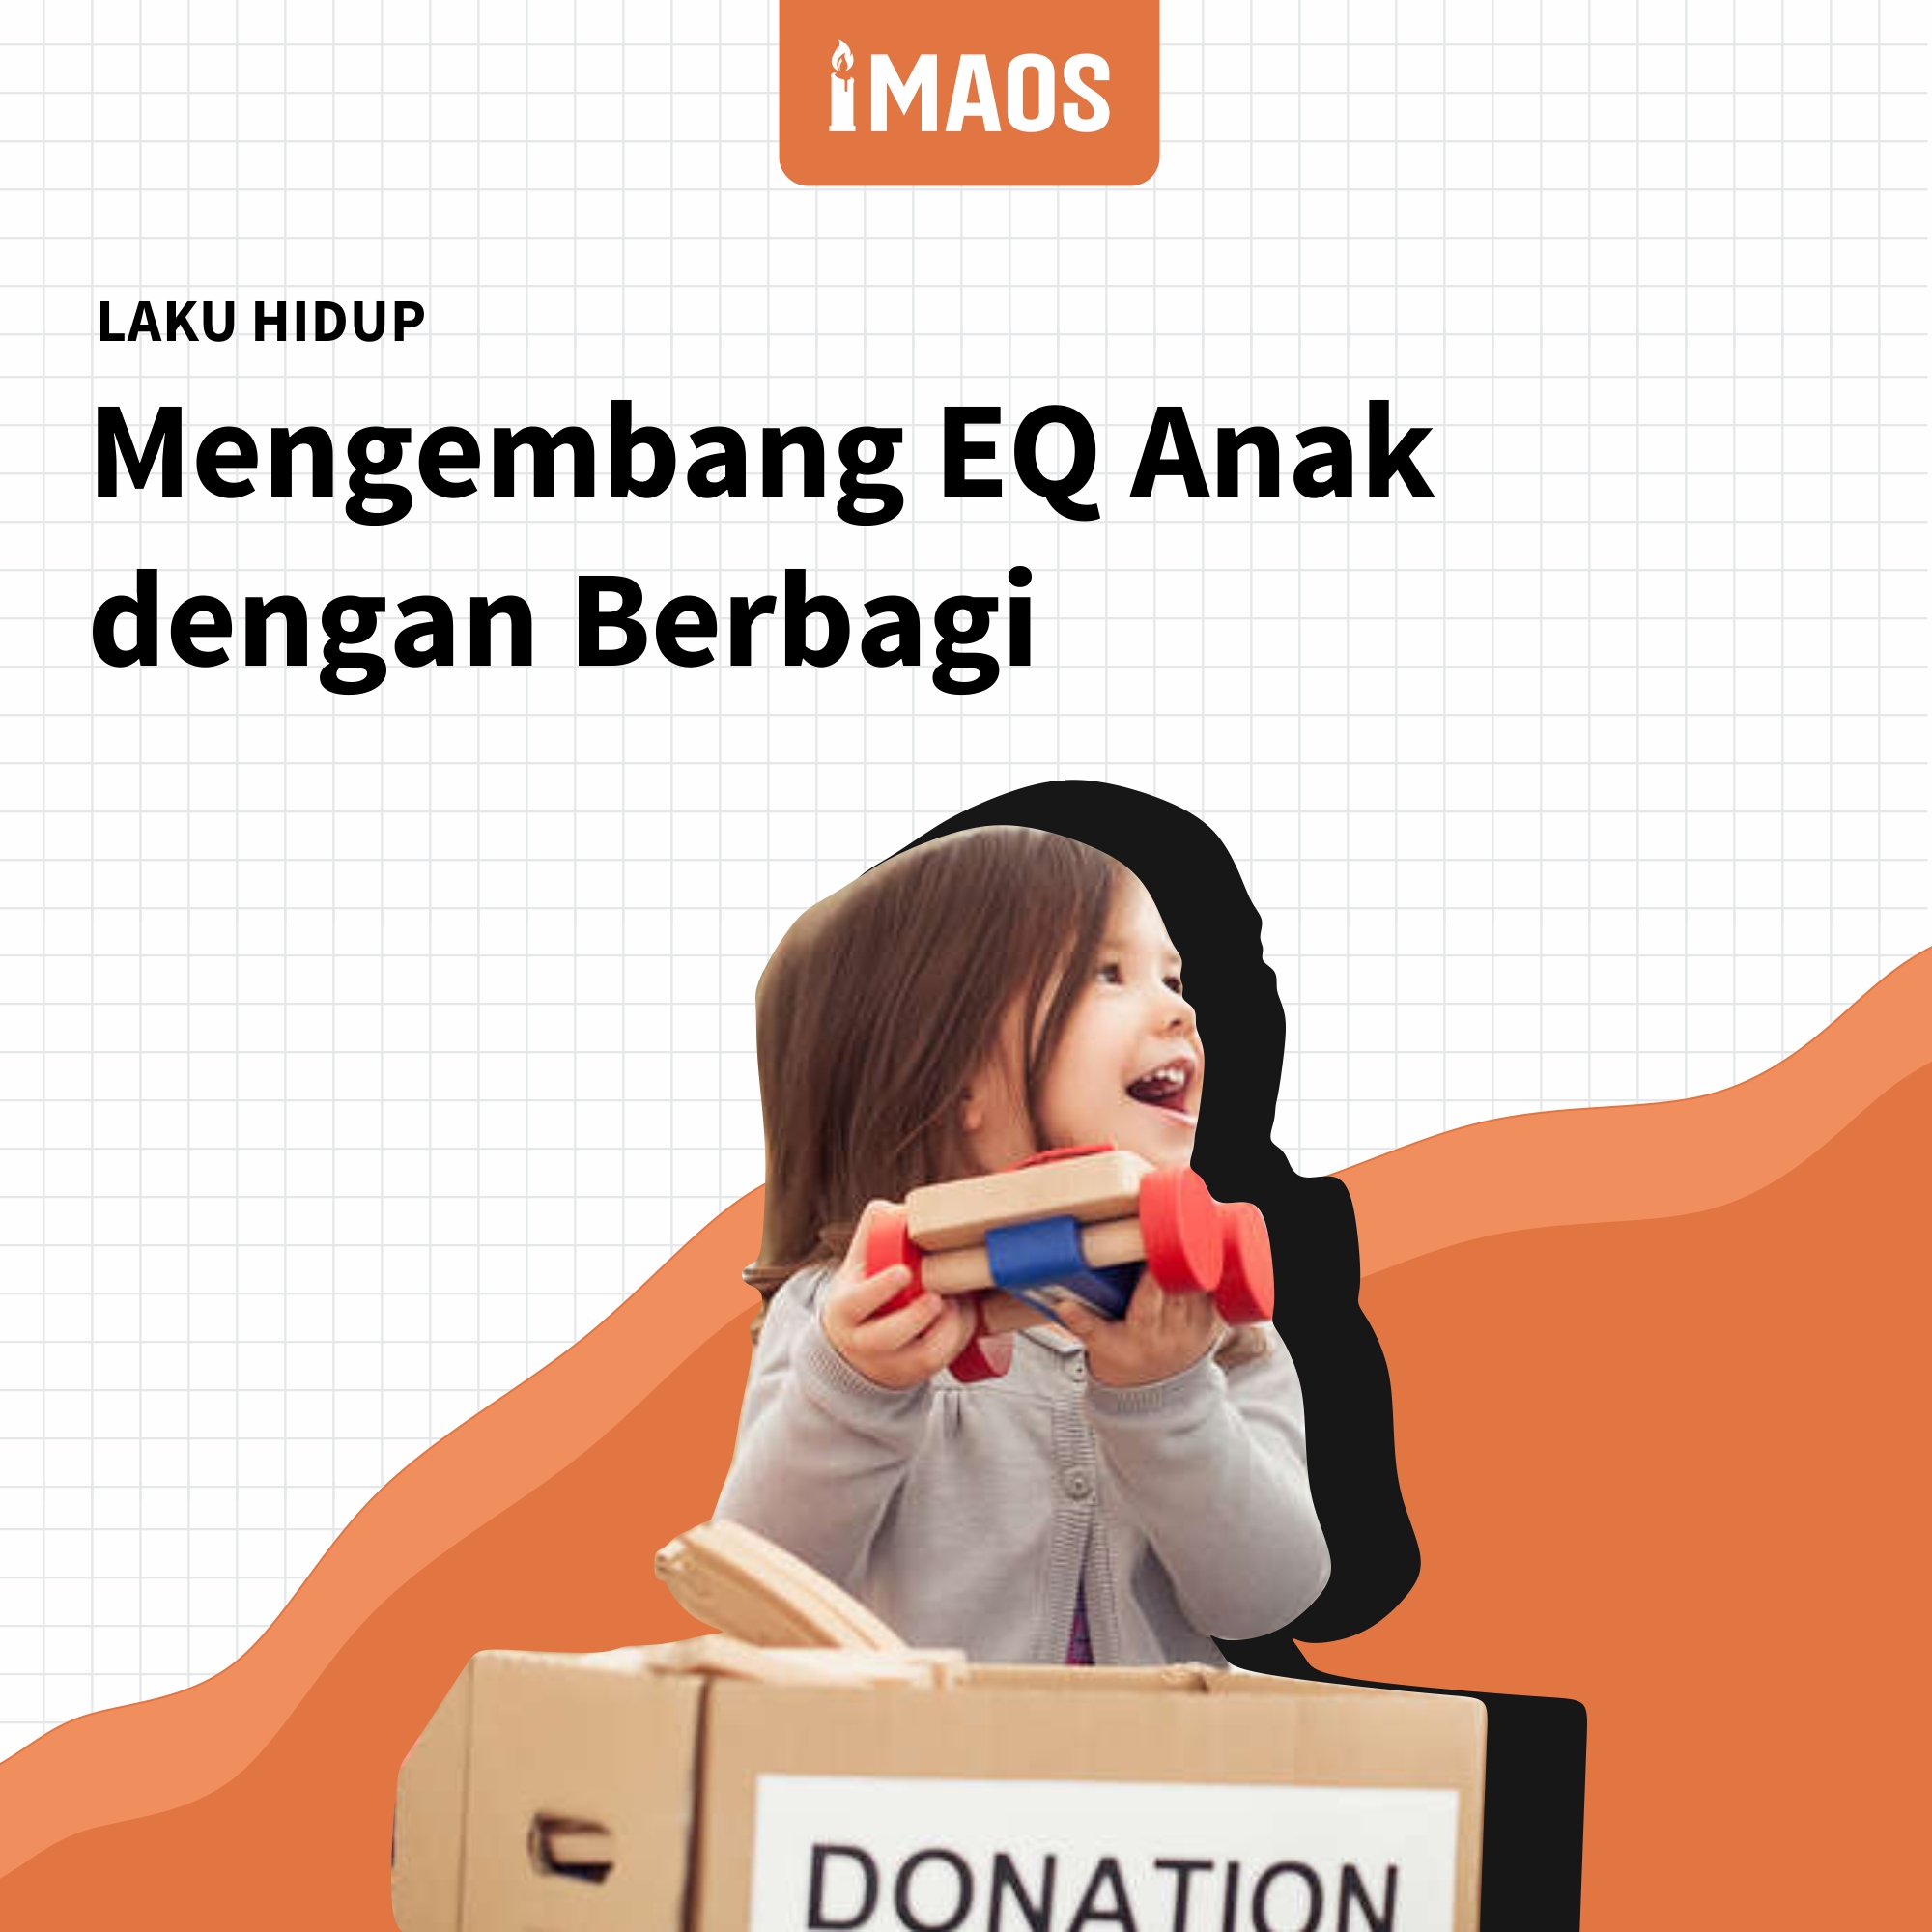 iMAOS
LAKU HIDUP
Mengembang EQ Anak
dengan Berbagi
DONATION